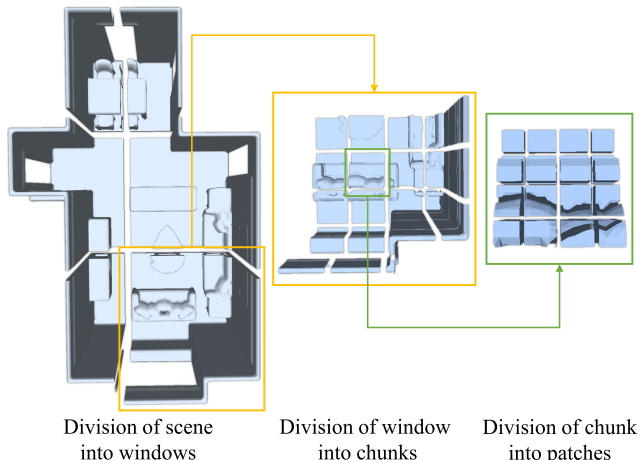 Division of scene
into windows
Division of window
into chunks
Division of chunk
into patches